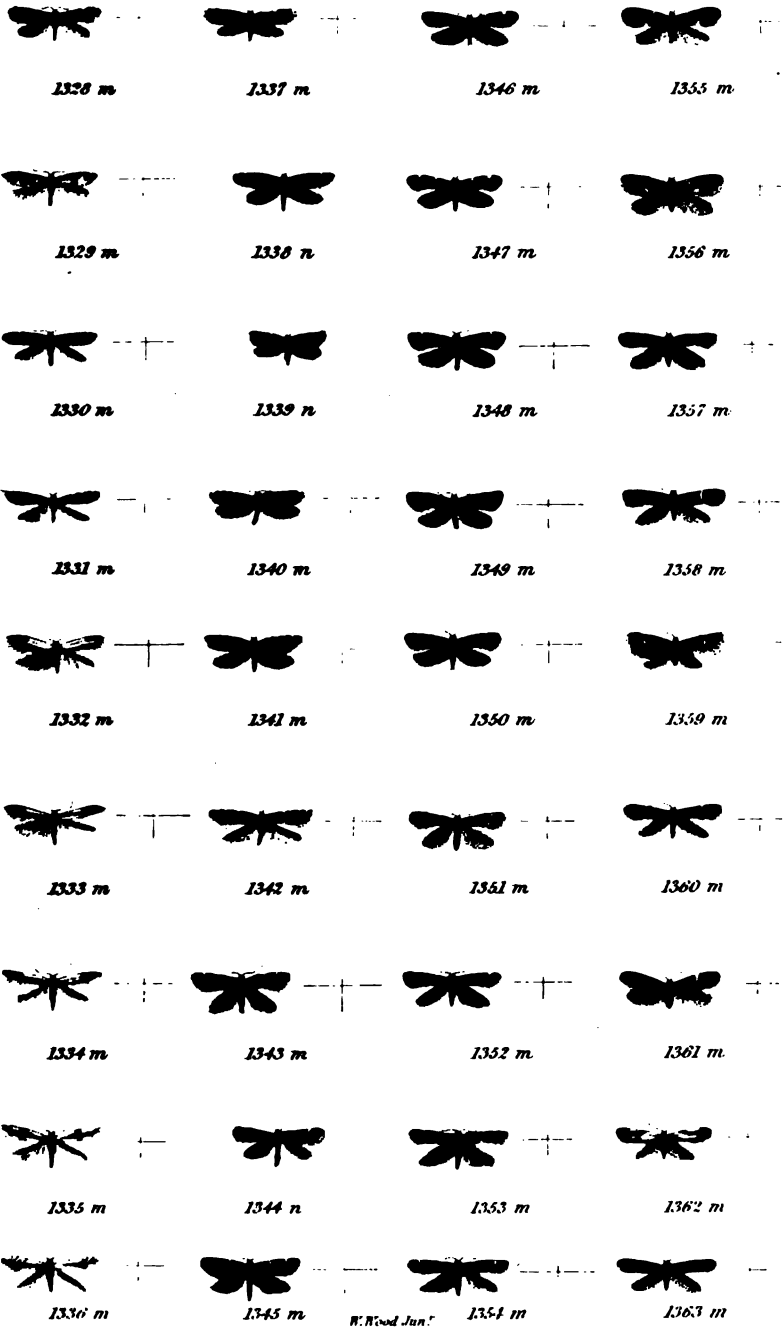 1328 m 1337 m 1346 m 1355 m
1329 m 1338 n 1347 m 1356 m
1330 m 1339 n 1348 m 1357 m
1331 m 1340 m 1349 m 1358 m
1332 m 1341 m 1350 m 1359 m
1333 m 1342 m 1351 m 1360 m
1334 m 1343 m 1352 m 1361 m
1335 m 1344 n 1353 m 1362 m
1336 m 1345 m 1354 m 1363 m
W. Wood Jun.r